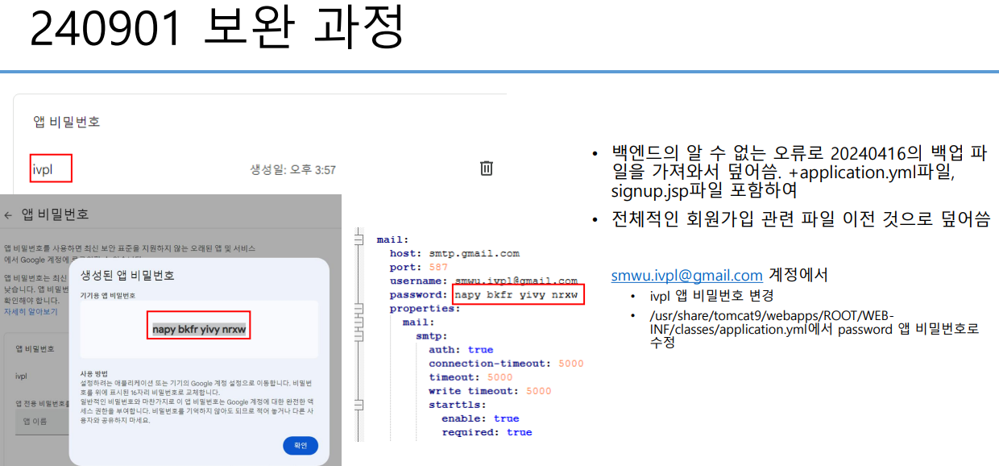 240901 보완 과정
앱 비밀번호
ivpl
생성일: 오후 3:57
앱 비밀번호
앱 비밀번호를 사용하면 최신 보안 표준을 지원하지 않는 오래된 앱 및 서비스
에서 Google 계정에
앱 비밀번호는 최신
낮습니다. 앱 비밀번
확인해야 합니다.
자세히 알아보기
앱 비밀번호
ivpl
앱 전용 비밀번호를
앱 이름
생성된 앱 비밀번호
기기용 앱 비밀번호
napy bkfr yivy nrxw
사용 방법
설정하려는 애플리케이션 또는 기기의 Google 계정 설정으로 이동합니다. 비밀번
호를 위에 표시된 16자리 비밀번호로 교체합니다.
일반적인 비밀번호와 마찬가지로 이 앱 비밀번호는 Google 계정에 대한 완전한 액
세스 권한을 부여합니다. 비밀번호를 기억하지 않아도 되므로 적어 놓거나 다른 사
용자와 공유하지 마세요.
확인
mail:
host: smtp.gmail.com
port: 587
username: smwu.ivpl@gmail.com
password: napy bkfr yivy nrxw
properties:
mail:
smtp:
auth: true
connection-timeout: 5000
timeout: 5000
write timeout: 5000
starttls:
enable: true
required: true
• 백엔드의 알 수 없는 오류로 20240416의 백업 파
일을 가져와서 덮어씀. +application.yml파일,
signup.jsp파일 포함하여
• 전체적인 회원가입 관련 파일 이전 것으로 덮어씀
smwu.ivpl@gmail.com 계정에서
• ivpl 앱 비밀번호 변경
• /usr/share/tomcat9/webapps/ROOT/WEB-
INF/classes/application.yml에서 password 앱 비밀번호로
수정